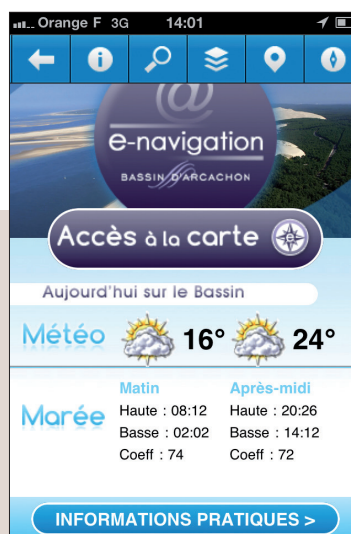 Orange F 3G 14:01
@
e-navigation
BASSIN D'ARCACHON
Accès à la carte e
Aujourd'hui sur le Bassin
Météo 16° 24°
Matin Après-midi
Marée Haute : 08:12 Haute : 20:26
Basse : 02:02 Basse : 14:12
Coeff : 74 Coeff : 72
INFORMATIONS PRATIQUES >